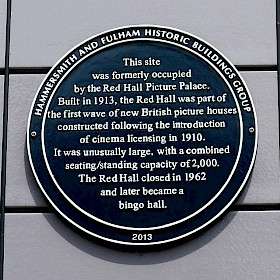 HAMMERSMITH AND FULHAM HISTORIC BUILDINGS GROUP
This site
was formerly occupied
by the Red Hall Picture Palace.
Built in 1913, the Red Hall was part of
the first wave of new British picture houses
constructed following the introduction
of cinema licensing in 1910.
It was unusually large, with a combined
seating/standing capacity of 2,000.
The Red Hall closed in 1962
and later became a
bingo hall.
2013